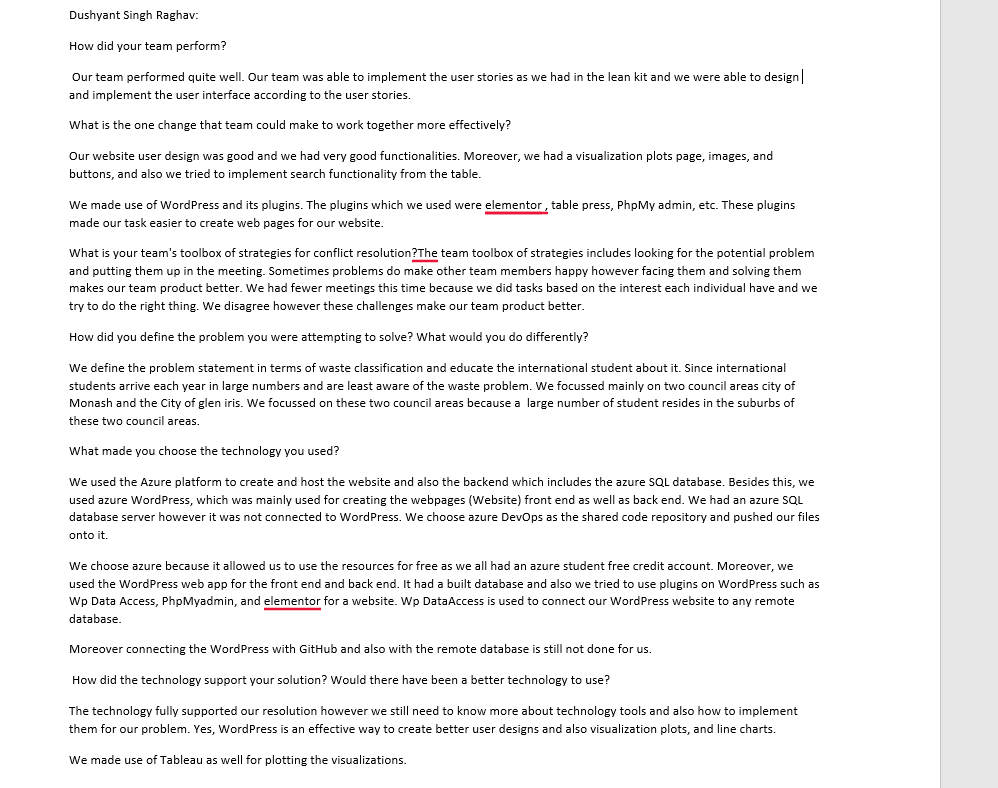 Dushyant Singh Raghav:
How did your team perform?
Our team performed quite well. Our team was able to implement the user stories as we had in the lean kit and we were able to design
and implement the user interface according to the user stories.
What is the one change that team could make to work together more effectively?
Our website user design was good and we had very good functionalities. Moreover, we had a visualization plots page, images, and
buttons, and also we tried to implement search functionality from the table.
We made use of WordPress and its plugins. The plugins which we used were elementor , table press, PhpMy admin, etc. These plugins
made our task easier to create web pages for our website.
What is your team's toolbox of strategies for conflict resolution?The team toolbox of strategies includes looking for the potential problem
and putting them up in the meeting. Sometimes problems do make other team members happy however facing them and solving them
makes our team product better. We had fewer meetings this time because we did tasks based on the interest each individual have and we
try to do the right thing. We disagree however these challenges make our team product better.
How did you define the problem you were attempting to solve? What would you do differently?
We define the problem statement in terms of waste classification and educate the international student about it. Since international
students arrive each year in large numbers and are least aware of the waste problem. We focussed mainly on two council areas city of
Monash and the City of glen iris. We focussed on these two council areas because a  large number of student resides in the suburbs of
these two council areas.
What made you choose the technology you used?
We used the Azure platform to create and host the website and also the backend which includes the azure SQL database. Besides this, we
used azure WordPress, which was mainly used for creating the webpages (Website) front end as well as back end. We had an azure SQL
database server however it was not connected to WordPress. We choose azure DevOps as the shared code repository and pushed our files
onto it.
We choose azure because it allowed us to use the resources for free as we all had an azure student free credit account. Moreover, we
used the WordPress web app for the front end and back end. It had a built database and also we tried to use plugins on WordPress such as
Wp Data Access, PhpMyadmin, and elementor for a website. Wp DataAccess is used to connect our WordPress website to any remote
database.
Moreover connecting the WordPress with GitHub and also with the remote database is still not done for us.
How did the technology support your solution? Would there have been a better technology to use?
The technology fully supported our resolution however we still need to know more about technology tools and also how to implement
them for our problem. Yes, WordPress is an effective way to create better user designs and also visualization plots, and line charts.
We made use of Tableau as well for plotting the visualizations.